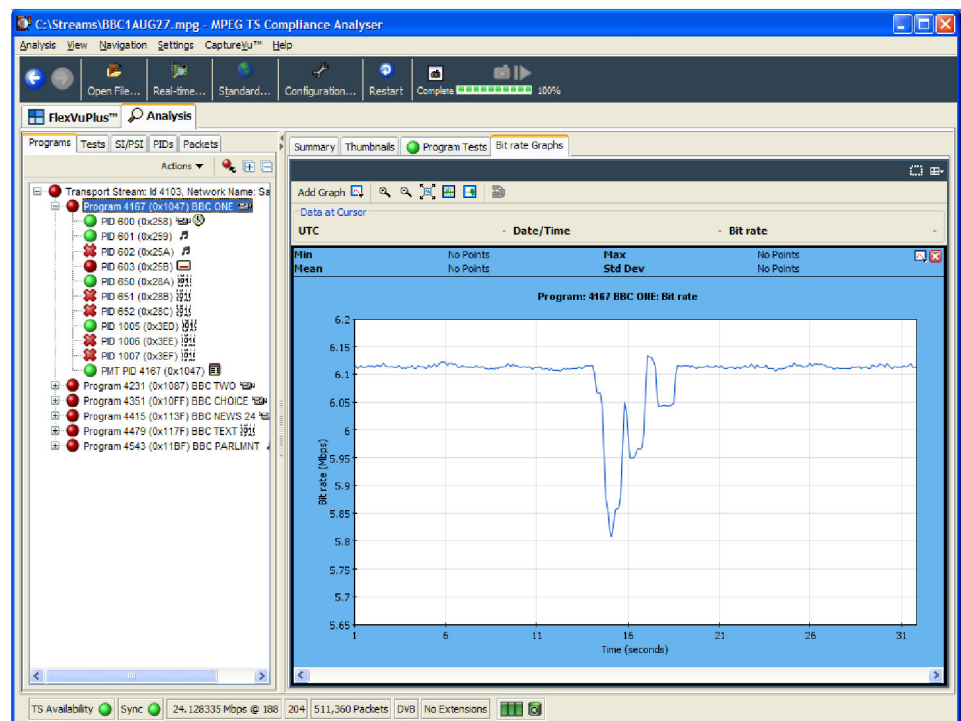 C:\Streams\BBC1AUG27.mpg - MPEG TS Compliance Analyser
Analysis View Navigation Settings CaptureVu™ Help
Open File... Real-time... Standard... Configuration... Restart Complete 100%
FlexVuPlus™ Analysis
Programs Tests SI/PSI PIDs Packets
Actions
Transport Stream: Id 4103, Network Name: Sa
Program 4167 (0x1047) BBC ONE
PID 600 (0x258)
PID 601 (0x259)
PID 602 (0x25A)
PID 603 (0x25B)
PID 650 (0x28A)
PID 651 (0x28B)
PID 652 (0x28C)
PID 1005 (0x3ED)
PID 1006 (0x3EE)
PID 1007 (0x3EF)
PMT PID 4167 (0x1047)
Program 4231 (0x1087) BBC TWO
Program 4351 (0x10FF) BBC CHOICE
Program 4415 (0x113F) BBC NEWS 24
Program 4479 (0x117F) BBC TEXT
Program 4543 (0x11BF) BBC PARLMNT
Summary Thumbnails Program Tests Bit rate Graphs
Add Graph
Data at Cursor
UTC - Date/Time - Bit rate -
Min No Points Max No Points
Mean No Points Std Dev No Points
Program: 4167 BBC ONE: Bit rate
6.2
6.15
6.1
6.05
6
5.95
5.9
5.85
5.8
5.75
5.7
5.65
Bit rate (Mbps)
1 6 11 16 21 26 31
Time (seconds)
TS Availability Sync 24.128335 Mbps @ 188 204 511,360 Packets DVB No Extensions